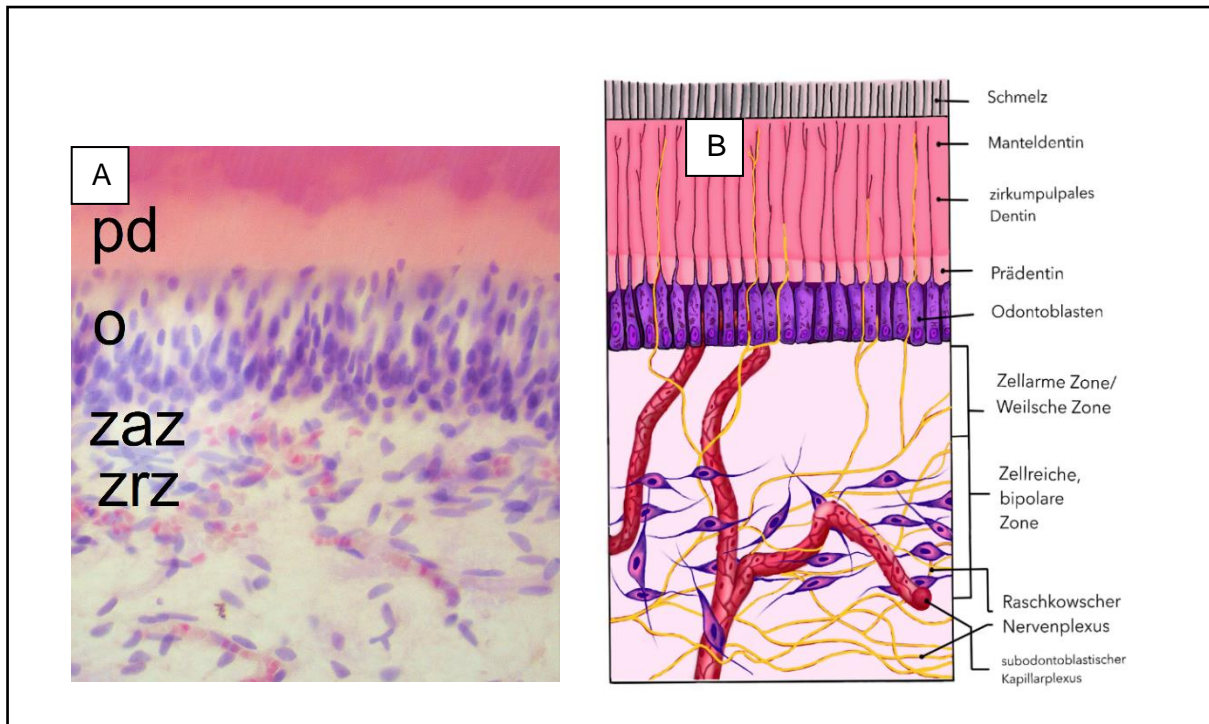 A
pd
o
zaz
zrz
B
Schmelz
Manteldentin
zirkumpulpales
Dentin
Prädentin
Odontoblasten
Zellarme Zone/
Weilsche Zone
Zellreiche,
bipolare
Zone
Raschkowscher
Nervenplexus
subodontoblastischer
Kapillarplexus